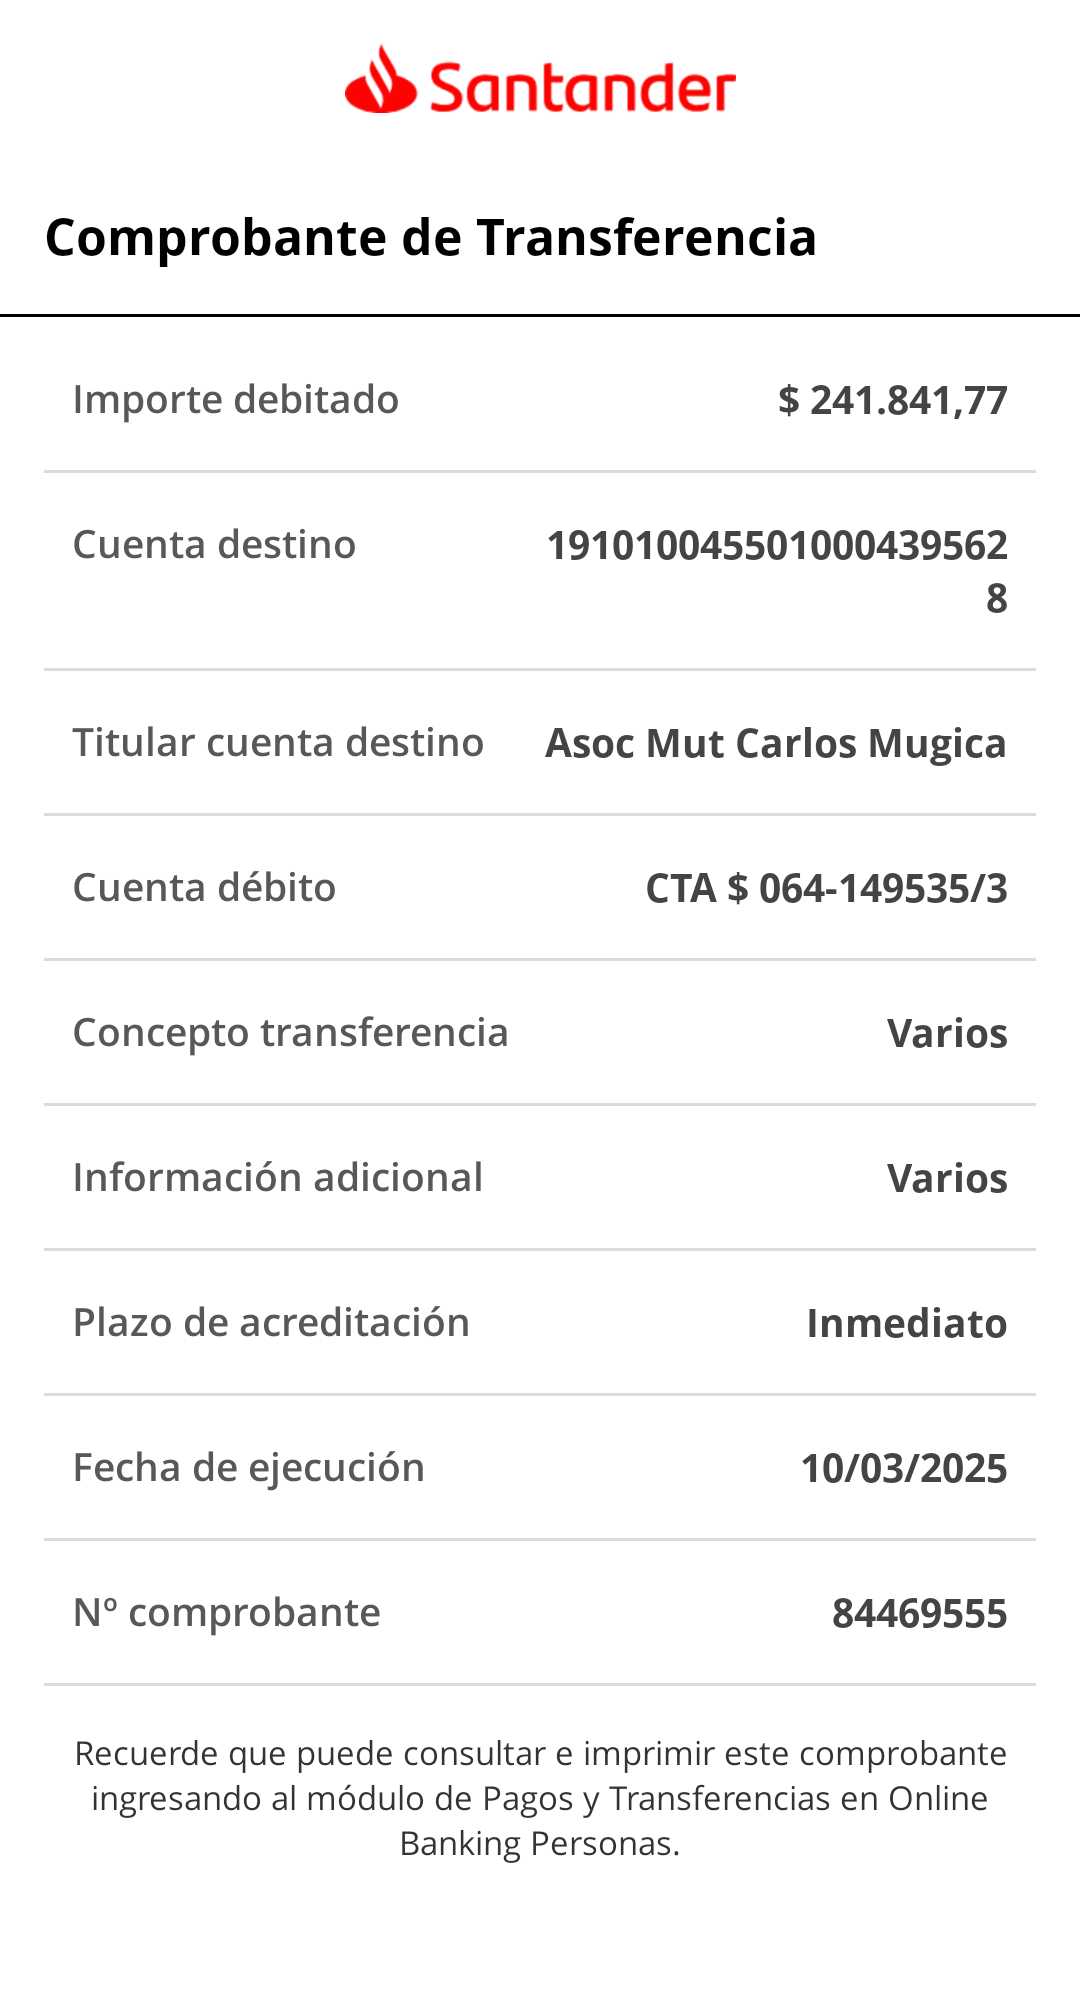 Santander
Comprobante de Transferencia
Importe debitado $ 241.841,77
Cuenta destino 191010045501000439562
8
Titular cuenta destino Asoc Mut Carlos Mugica
Cuenta débito CTA $ 064-149535/3
Concepto transferencia Varios
Información adicional Varios
Plazo de acreditación Inmediato
Fecha de ejecución 10/03/2025
Nº comprobante 84469555
Recuerde que puede consultar e imprimir este comprobante
ingresando al módulo de Pagos y Transferencias en Online
Banking Personas.